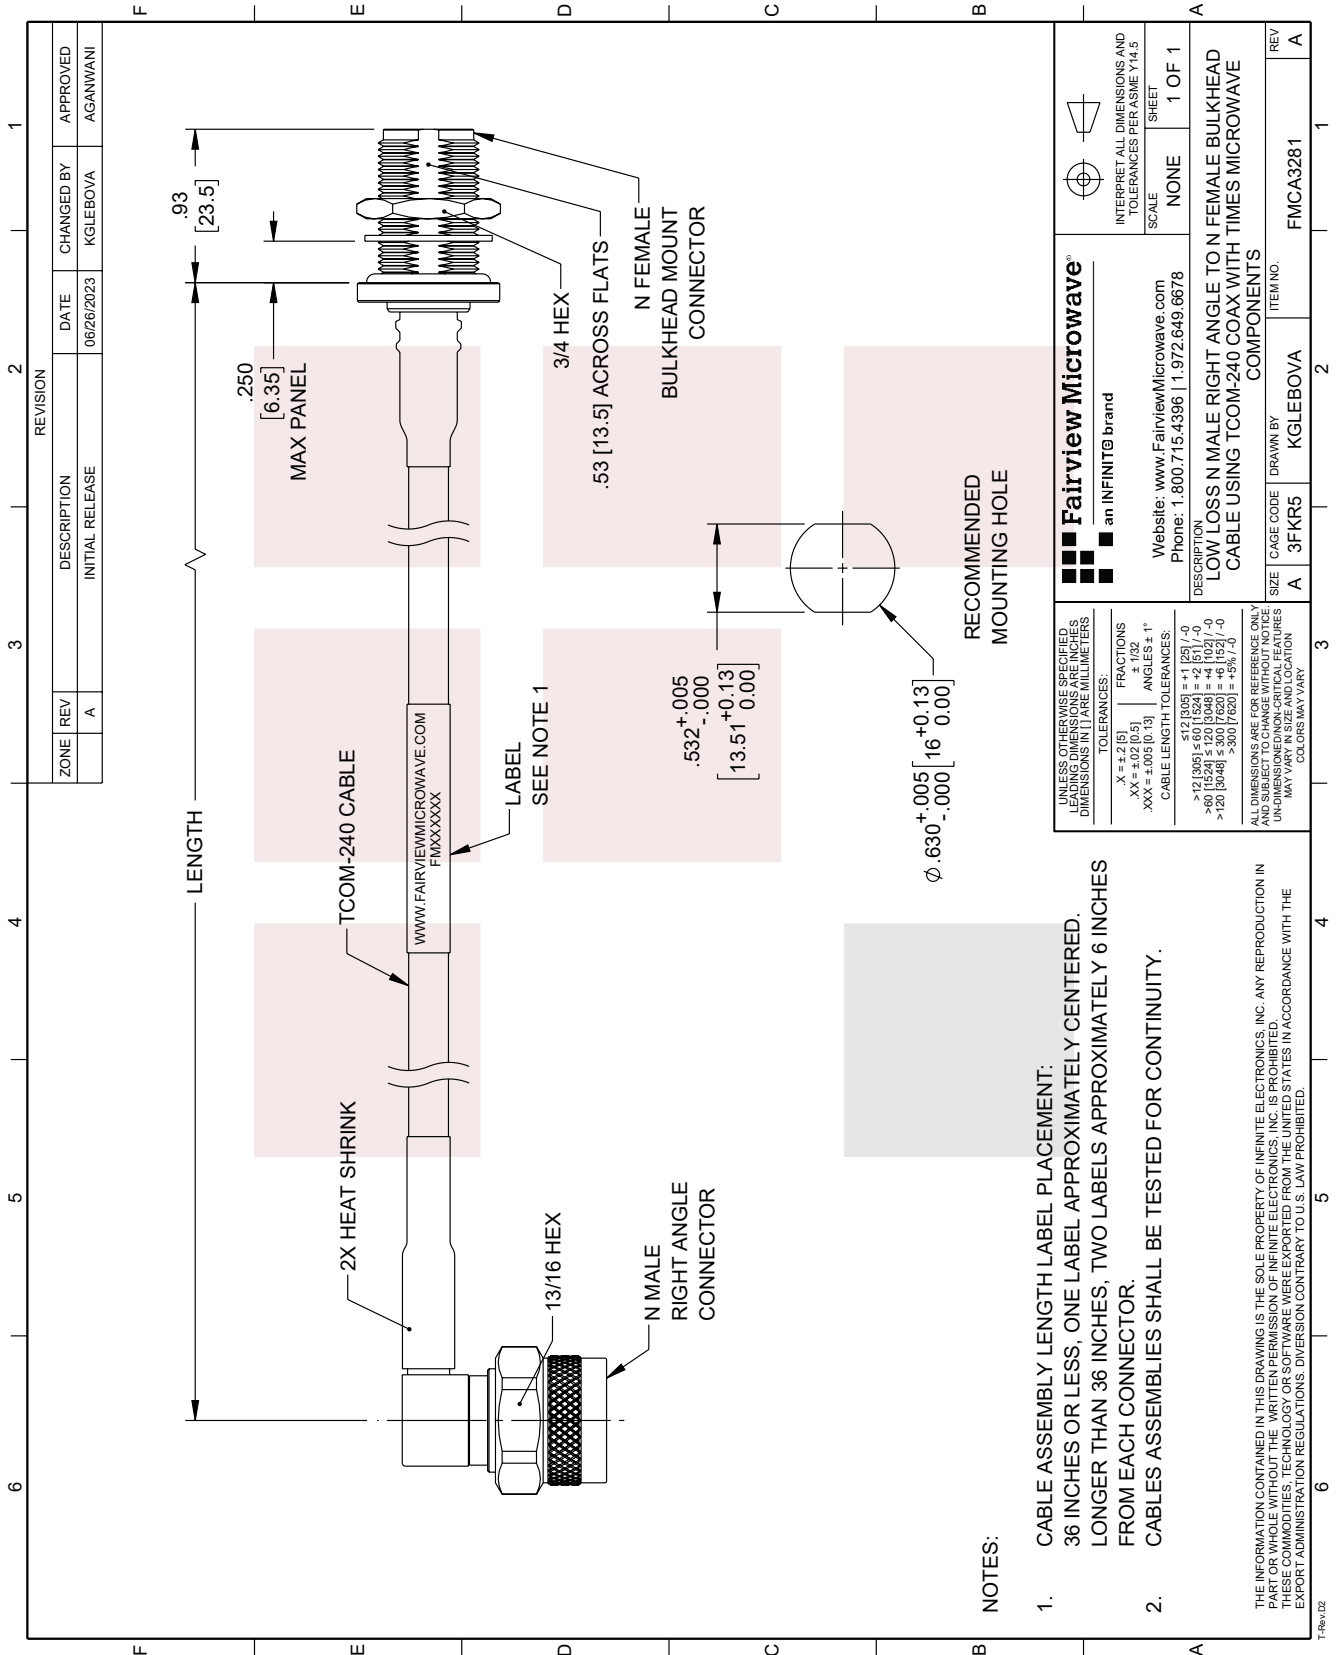 REVISION
ZONE REV DESCRIPTION DATE CHANGED BY APPROVED
A INITIAL RELEASE 06/26/2023 KGLEBOVA AGANWANI
6 5 4 3 2 1
F
E
D
C
B
A
F
E
D
C
B
A
LENGTH
.93
[23.5]
.250
[6.35]
MAX PANEL
2X HEAT SHRINK
TCOM-240 CABLE
WWW.FAIRVIEWMICROWAVE.COM
FMXXXXXX
LABEL
SEE NOTE 1
13/16 HEX
N MALE
RIGHT ANGLE
CONNECTOR
3/4 HEX
.53 [13.5] ACROSS FLATS
N FEMALE
BULKHEAD MOUNT
CONNECTOR
.532 +.005 -.000
[13.51 +0.13 0.00]
⌀ .630 +.005 -.000 [16 +0.13 0.00]
RECOMMENDED
MOUNTING HOLE
NOTES:
1. CABLE ASSEMBLY LENGTH LABEL PLACEMENT:
36 INCHES OR LESS, ONE LABEL APPROXIMATELY CENTERED.
LONGER THAN 36 INCHES, TWO LABELS APPROXIMATELY 6 INCHES
FROM EACH CONNECTOR.
2. CABLES ASSEMBLIES SHALL BE TESTED FOR CONTINUITY.
THE INFORMATION CONTAINED IN THIS DRAWING IS THE SOLE PROPERTY OF INFINITE ELECTRONICS, INC. ANY REPRODUCTION IN
PART OR WHOLE WITHOUT THE WRITTEN PERMISSION OF INFINITE ELECTRONICS, INC. IS PROHIBITED.
THESE COMMODITIES, TECHNOLOGY OR SOFTWARE WERE EXPORTED FROM THE UNITED STATES IN ACCORDANCE WITH THE
EXPORT ADMINISTRATION REGULATIONS. DIVERSION CONTRARY TO U.S. LAW PROHIBITED.
UNLESS OTHERWISE SPECIFIED
LEADING DIMENSIONS ARE INCHES
DIMENSIONS IN [ ] ARE MILLIMETERS
TOLERANCES:
.X = ±.2 [5] FRACTIONS
.XX = ±.02 [0.5] ± 1/32
.XXX = ±.005 [0.13] ANGLES ± 1°
CABLE LENGTH TOLERANCES:
≤12 [305] = +1 [25] / -0
>12 [305] ≤ 60 [1524] = +2 [51] / -0
>60 [1524] ≤ 120 [3048] = +4 [102] / -0
>120 [3048] ≤ 300 [7620] = +6 [152] / -0
>300 [7620] = +5% / -0
ALL DIMENSIONS ARE FOR REFERENCE ONLY
AND SUBJECT TO CHANGE WITHOUT NOTICE.
UN-DIMENSIONED/NON-CRITICAL FEATURES
MAY VARY IN SIZE AND LOCATION
COLORS MAY VARY
Fairview Microwave®
an INFINIT@ brand
Website: www.FairviewMicrowave.com
Phone: 1.800.715.4396 | 1.972.649.6678
INTERPRET ALL DIMENSIONS AND
TOLERANCES PER ASME Y14.5
SCALE NONE SHEET 1 OF 1
DESCRIPTION
LOW LOSS N MALE RIGHT ANGLE TO N FEMALE BULKHEAD
CABLE USING TCOM-240 COAX WITH TIMES MICROWAVE
COMPONENTS
SIZE A CAGE CODE 3FKR5 DRAWN BY KGLEBOVA ITEM NO. FMCA3281 REV A
6 5 4 3 2 1
T-Rev.D2